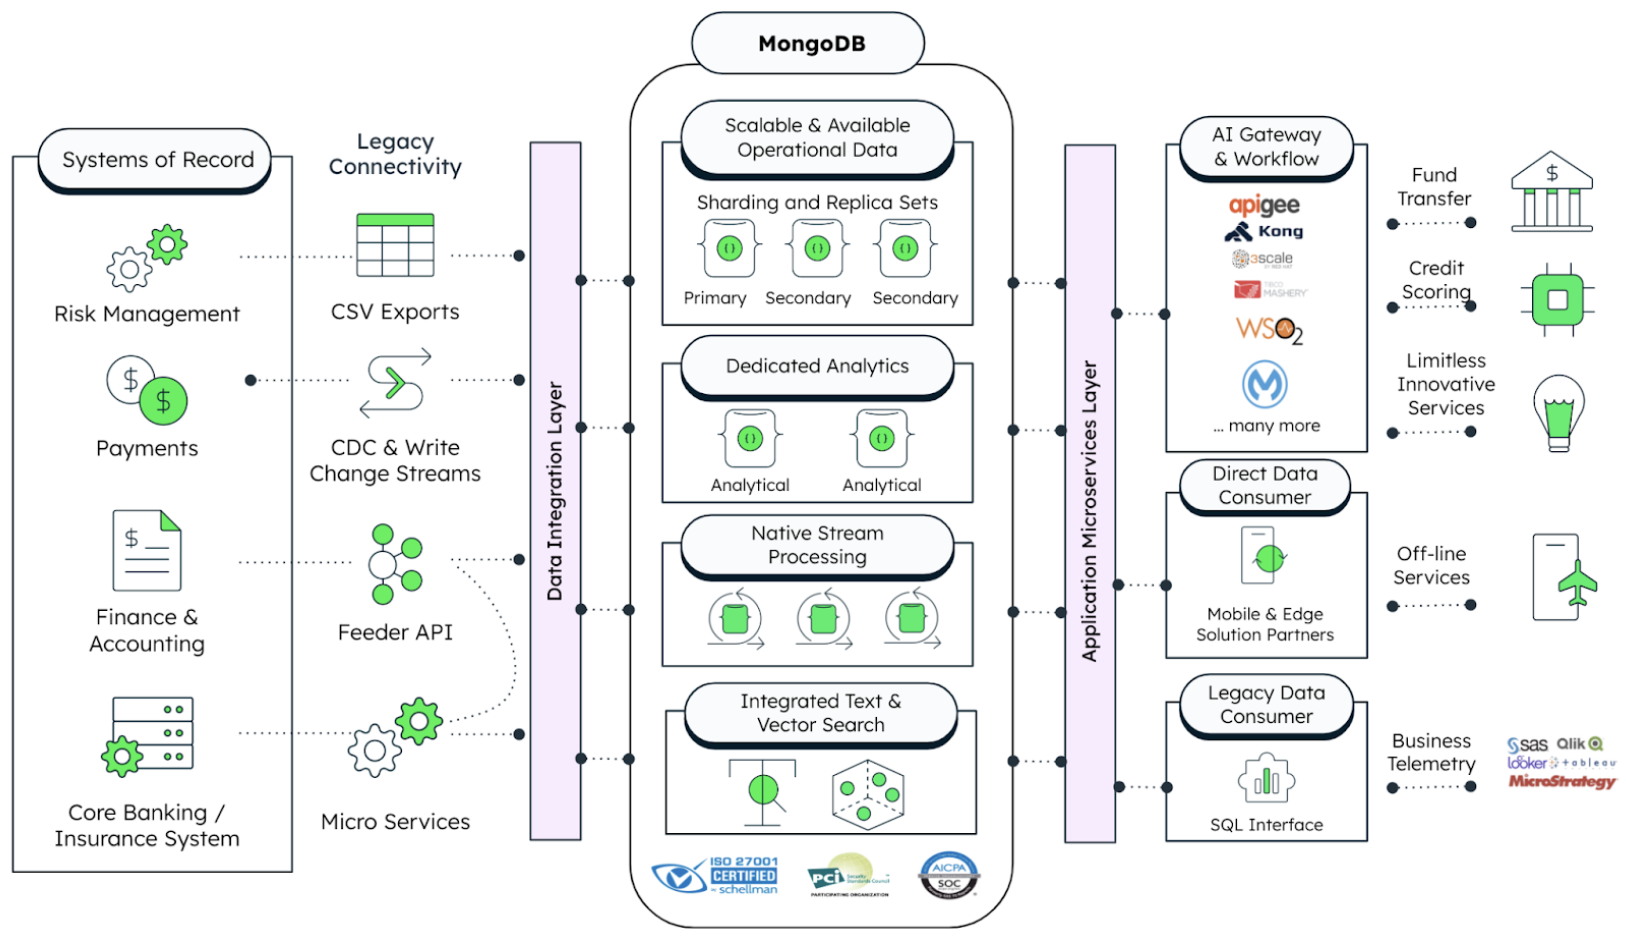 MongoDB
Systems of Record
Risk Management
Payments
Finance &
Accounting
Core Banking /
Insurance System
Legacy
Connectivity
CSV Exports
CDC & Write
Change Streams
Feeder API
Micro Services
Data Integration Layer
Scalable & Available
Operational Data
Sharding and Replica Sets
Primary
Secondary
Secondary
Dedicated Analytics
Analytical
Analytical
Native Stream
Processing
Integrated Text &
Vector Search
ISO 27001
CERTIFIED
by schellman
PCI Security
Standards Council
PARTICIPATING ORGANIZATION
AICPA
SOC
Application Microservices Layer
AI Gateway
& Workflow
apigee
Kong
3scale
BY RED HAT
TIBCO
MASHERY
WSO2
... many more
Direct Data
Consumer
Mobile & Edge
Solution Partners
Legacy Data
Consumer
SQL Interface
Fund
Transfer
Credit
Scoring
Limitless
Innovative
Services
Off-line
Services
Business
Telemetry
sas Qlik
looker +tableau
MicroStrategy